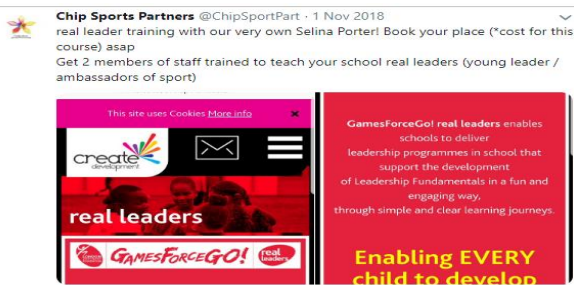 Chip Sports Partners @ChipSportPart · 1 Nov 2018
real leader training with our very own Selina Porter! Book your place (*cost for this
course) asap
Get 2 members of staff trained to teach your school real leaders (young leader /
ambassadors of sport)
This site uses Cookies More info ×
create
development
real leaders
GAMESFORCEGO! real leaders
GamesForceGo! real leaders enables
schools to deliver
leadership programmes in school that
support the development
of Leadership Fundamentals in a fun and
engaging way,
through simple and clear learning journeys.
Enabling EVERY
child to develop